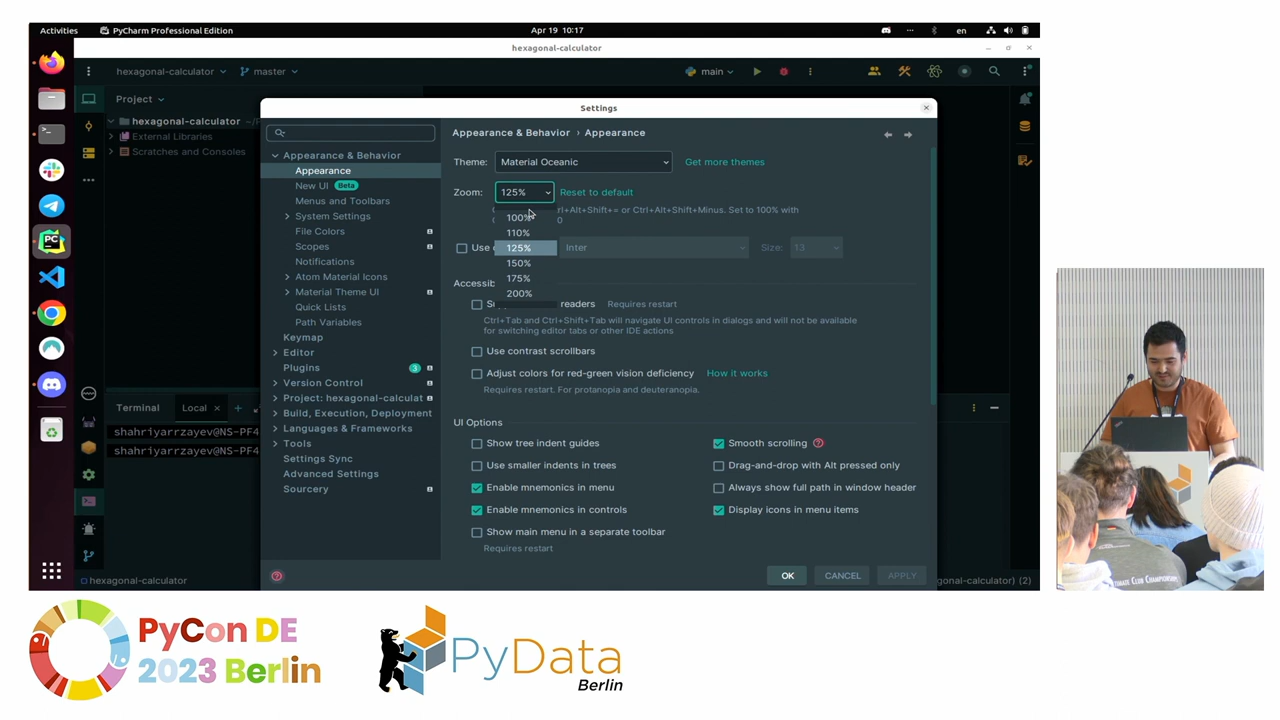 Activities
PyCharm Professional Edition
Apr 19 10:17
en
hexagonal-calculator
hexagonal-calculator
master
main
Project
hexagonal-calculator
External Libraries
Scratches and Consoles
Settings
Appearance & Behavior
Appearance
New UI Beta
Menus and Toolbars
System Settings
File Colors
Scopes
Notifications
Atom Material Icons
Material Theme UI
Quick Lists
Path Variables
Keymap
Editor
Plugins 3
Version Control
Project: hexagonal-calculat
Build, Execution, Deployment
Languages & Frameworks
Tools
Settings Sync
Advanced Settings
Sourcery
Appearance & Behavior › Appearance
Theme: Material Oceanic Get more themes
Zoom: 125% Reset to default
rl+Alt+Shift+= or Ctrl+Alt+Shift+Minus. Set to 100% with
0
100%
110%
125%
150%
175%
200%
Use Inter Size: 13
Accessib
readers Requires restart
Ctrl+Tab and Ctrl+Shift+Tab will navigate UI controls in dialogs and will not be available
for switching editor tabs or other IDE actions
Use contrast scrollbars
Adjust colors for red-green vision deficiency How it works
Requires restart. For protanopia and deuteranopia.
UI Options
Show tree indent guides
Smooth scrolling
Use smaller indents in trees
Drag-and-drop with Alt pressed only
Enable mnemonics in menu
Always show full path in window header
Enable mnemonics in controls
Display icons in menu items
Show main menu in a separate toolbar
Requires restart
OK CANCEL APPLY
Terminal Local
shahriyarrzayev@NS-PF4
shahriyarrzayev@NS-PF4
hexagonal-calculator
gonal-calculator) (2)
PyCon DE
2023 Berlin
PyData
Berlin
TIMATE CLUB CHAMPIONSH